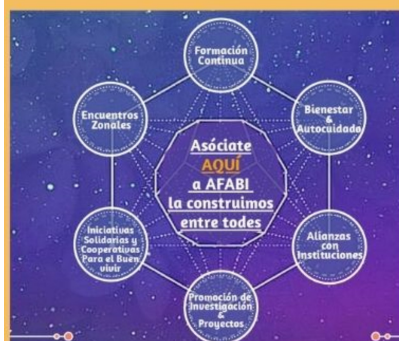 Formación
Continua
Encuentros
Zonales
Bienestar
&
Autocuidado
Asóciate
AQUÍ
a AFABI
la construimos
entre todes
Iniciativas
Solidarias y
Cooperativas
Para el Buen
vivir
Alianzas
con
Instituciones
Promoción de
Investigación
&
Proyectos